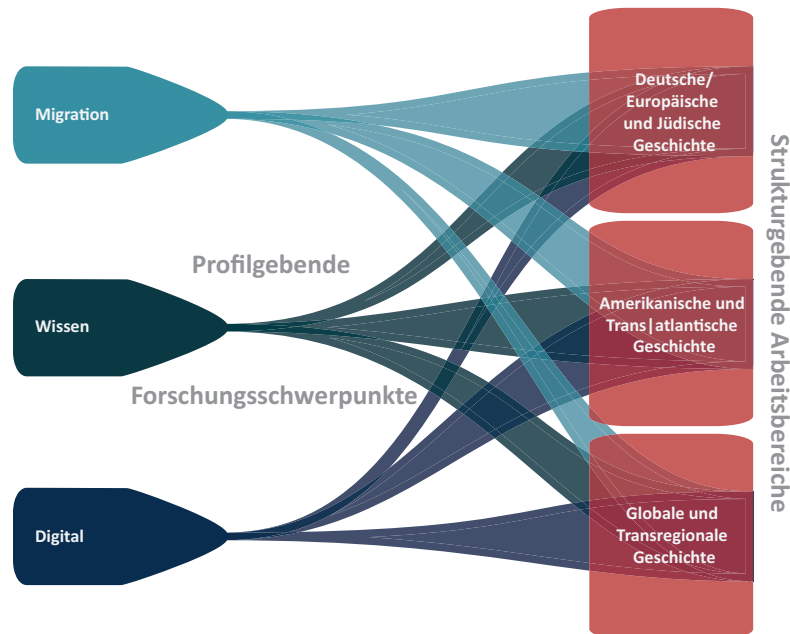 Migration
Wissen
Digital
Profilgebende
Forschungsschwerpunkte
Deutsche/
Europäische
und Jüdische
Geschichte
Amerikanische und
Trans|atlantische
Geschichte
Globale und
Transregionale
Geschichte
Strukturgebende Arbeitsbereiche